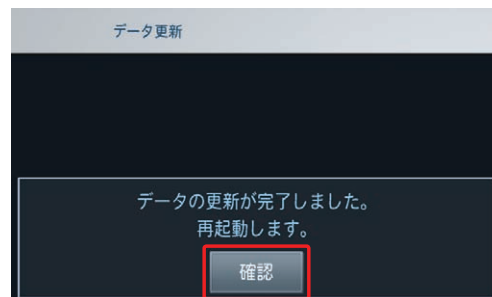 データ更新
データの更新が完了しました。
再起動します。
確認